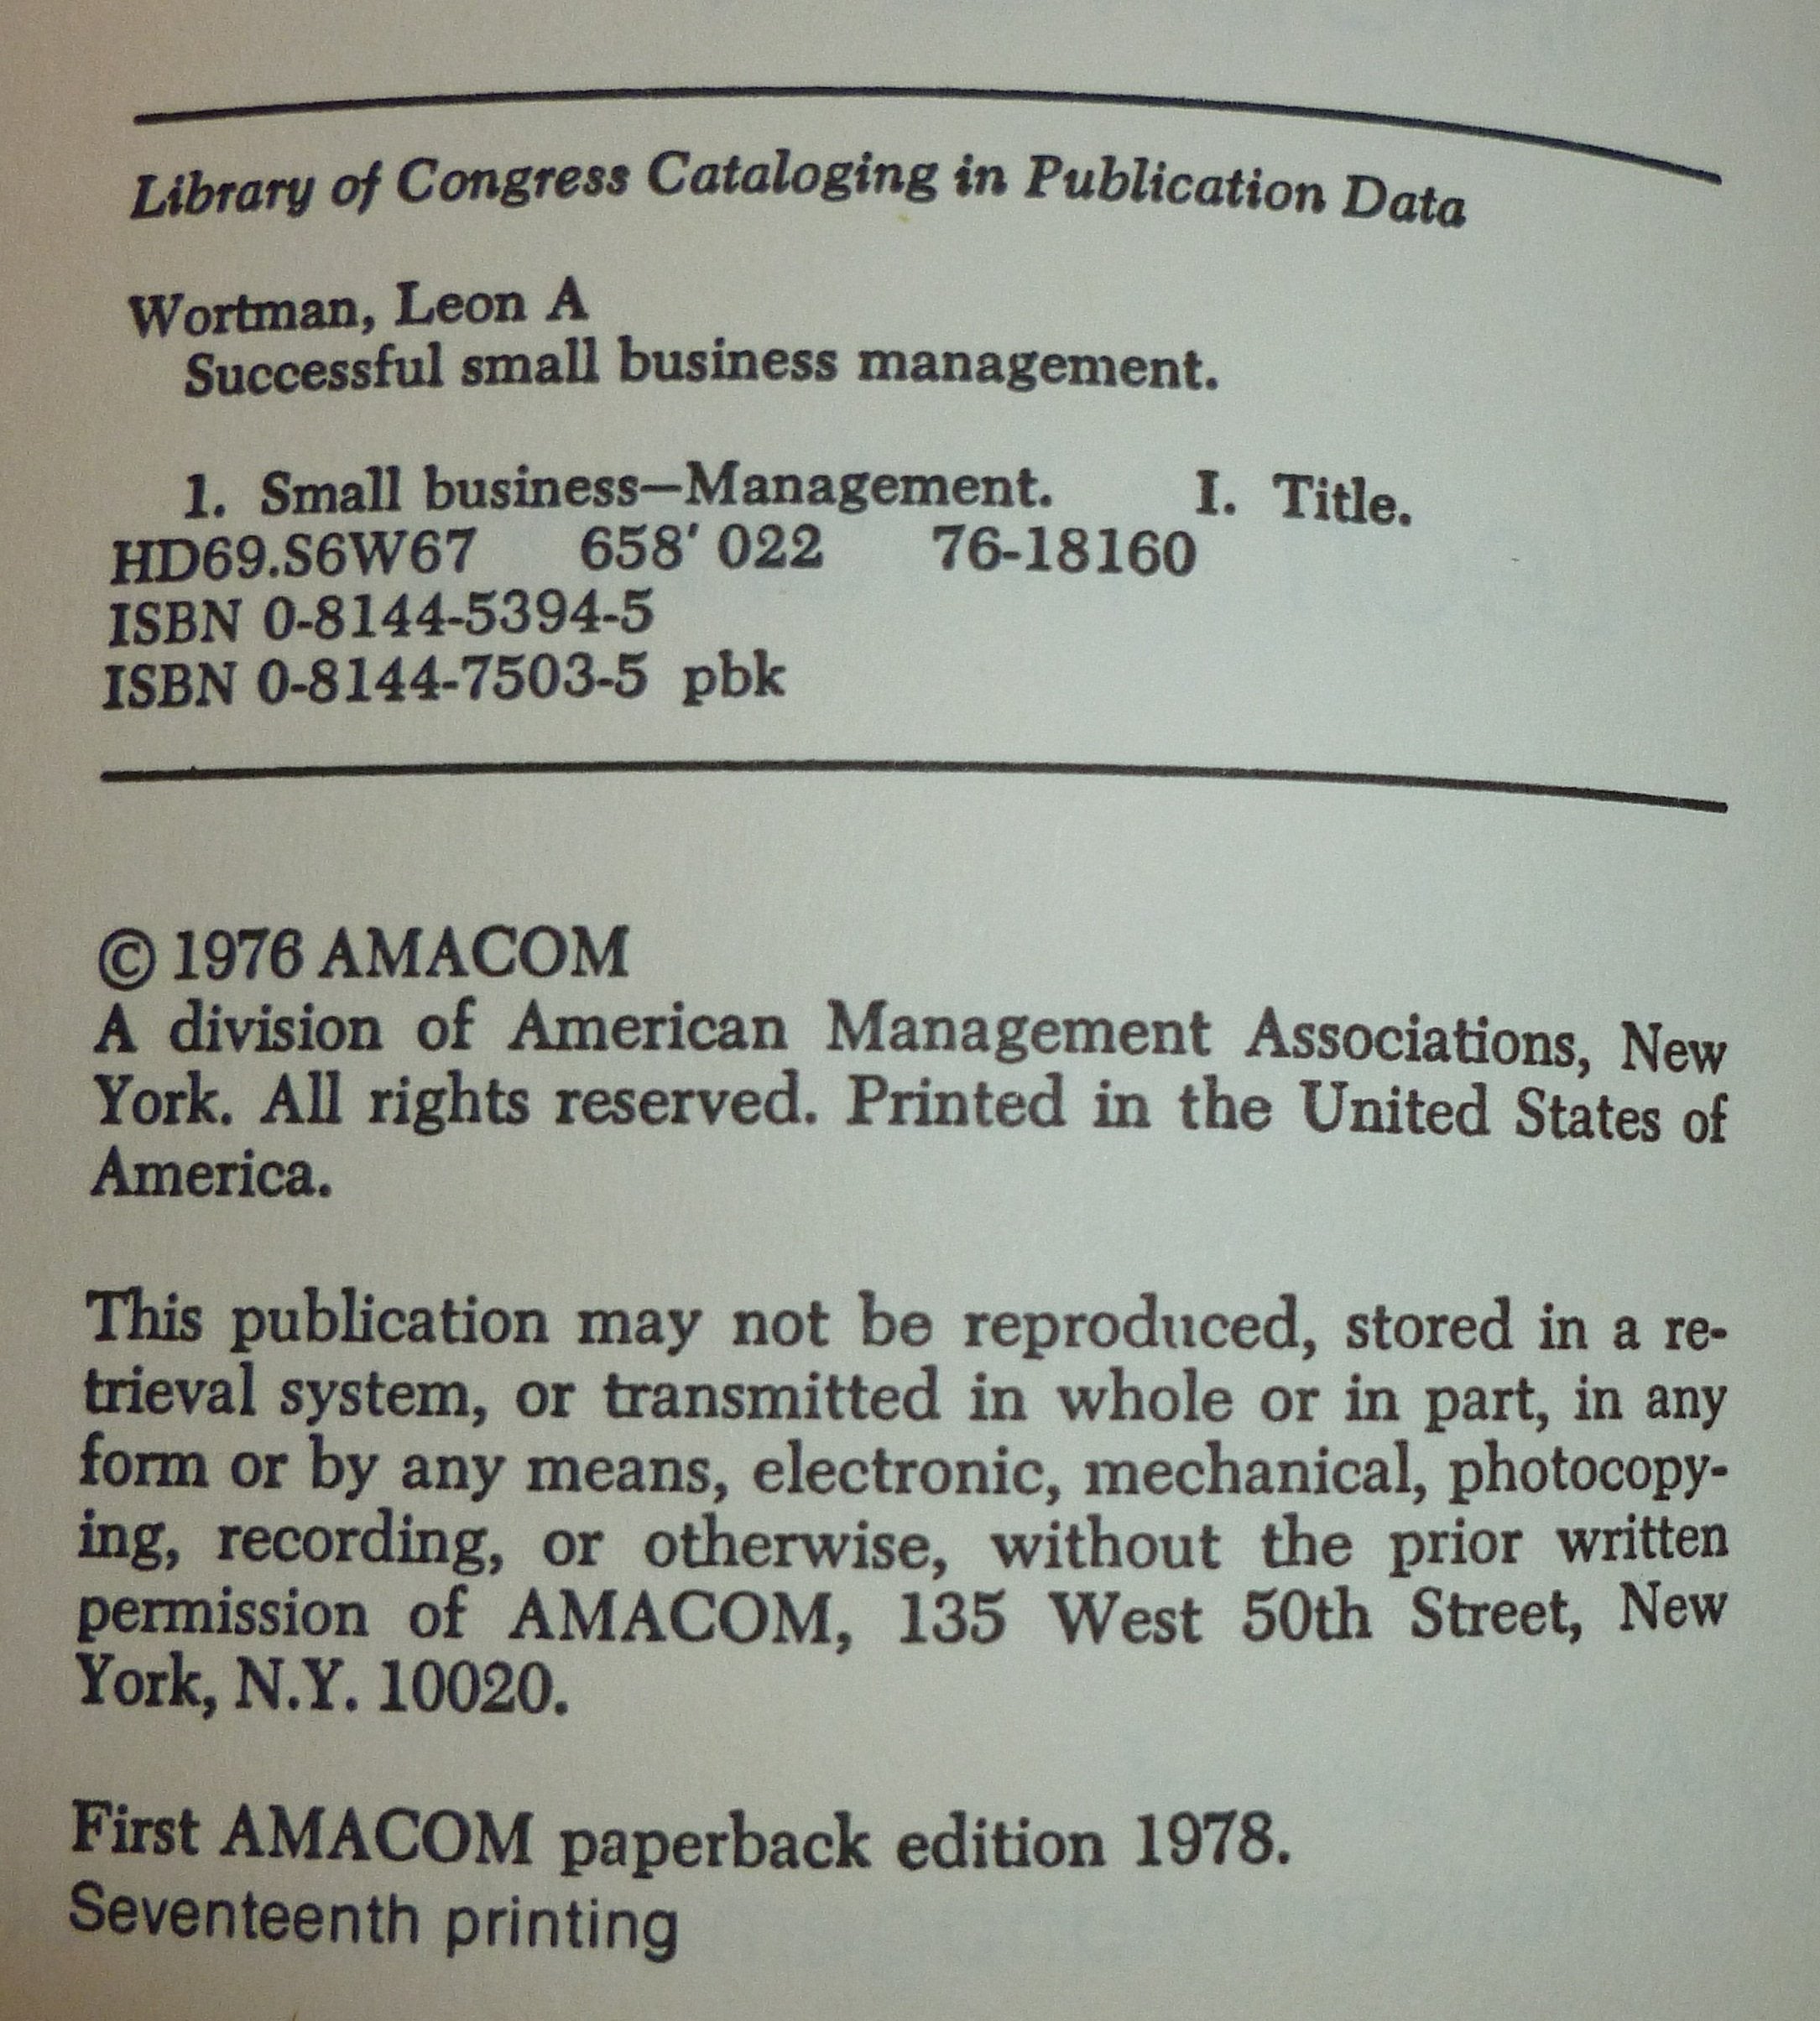 Library of Congress Cataloging in Publication Data
Wortman, Leon A
Successful small business management.
1. Small business—Management. I. Title.
HD69.S6W67 658′ 022 76-18160
ISBN 0-8144-5394-5
ISBN 0-8144-7503-5 pbk
© 1976 AMACOM
A division of American Management Associations, New
York. All rights reserved. Printed in the United States of
America.
This publication may not be reproduced, stored in a re-
trieval system, or transmitted in whole or in part, in any
form or by any means, electronic, mechanical, photocopy-
ing, recording, or otherwise, without the prior written
permission of AMACOM, 135 West 50th Street, New
York, N.Y. 10020.
First AMACOM paperback edition 1978.
Seventeenth printing